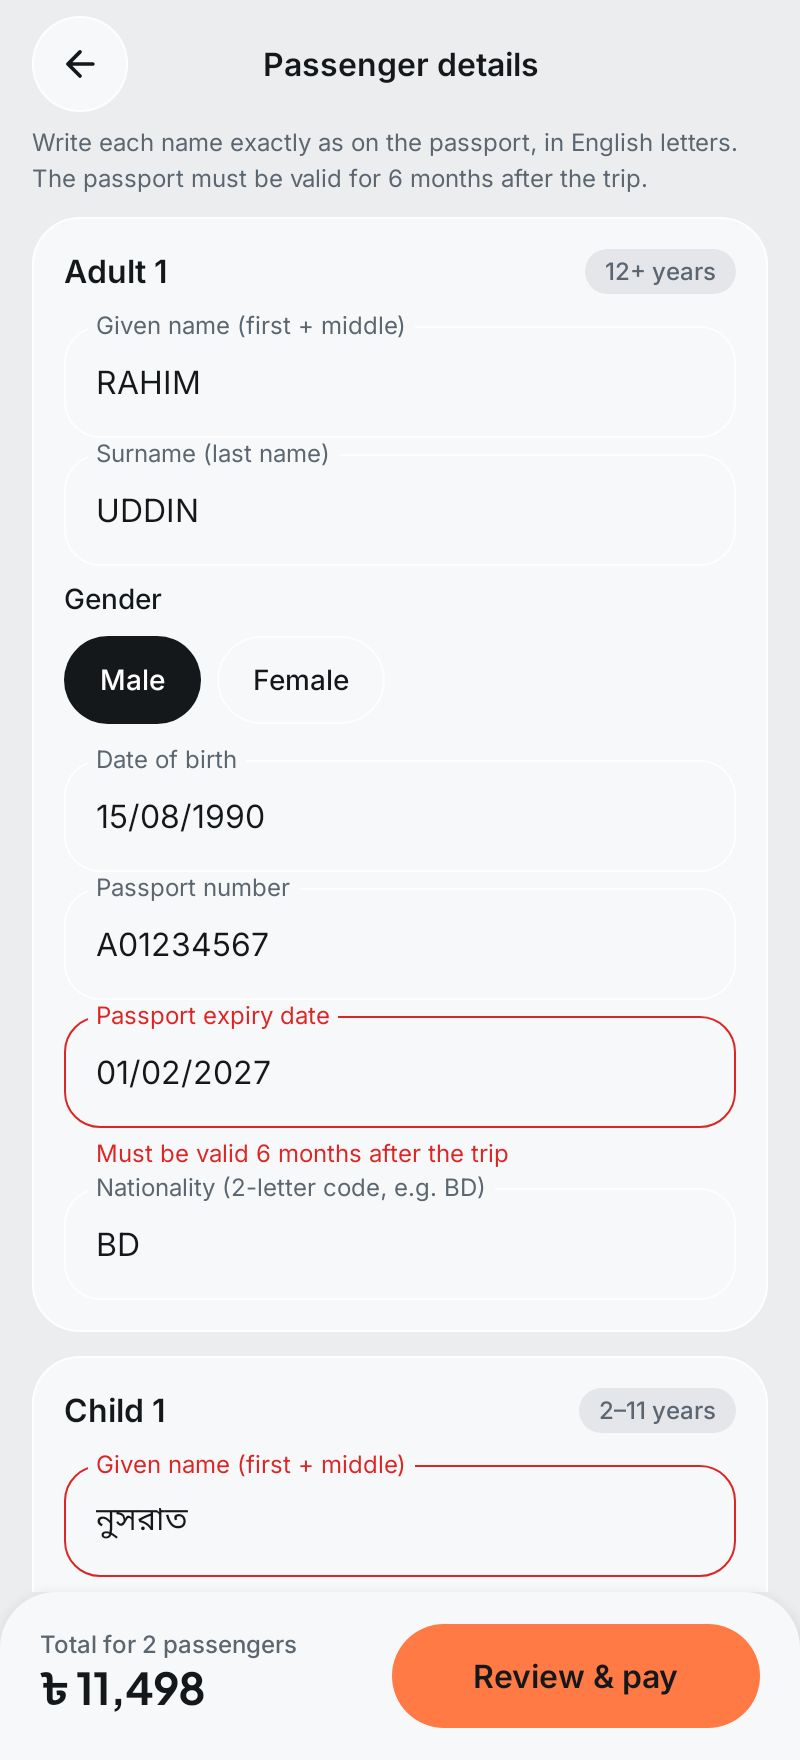 Passenger details
Write each name exactly as on the passport, in English letters.
The passport must be valid for 6 months after the trip.
Adult 1
12+ years
Given name (first + middle)
RAHIM
Surname (last name)
UDDIN
Gender
Male
Female
Date of birth
15/08/1990
Passport number
A01234567
Passport expiry date
01/02/2027
Must be valid 6 months after the trip
Nationality (2-letter code, e.g. BD)
BD
Child 1
2–11 years
Given name (first + middle)
নুসরাত
Total for 2 passengers
৳ 11,498
Review & pay